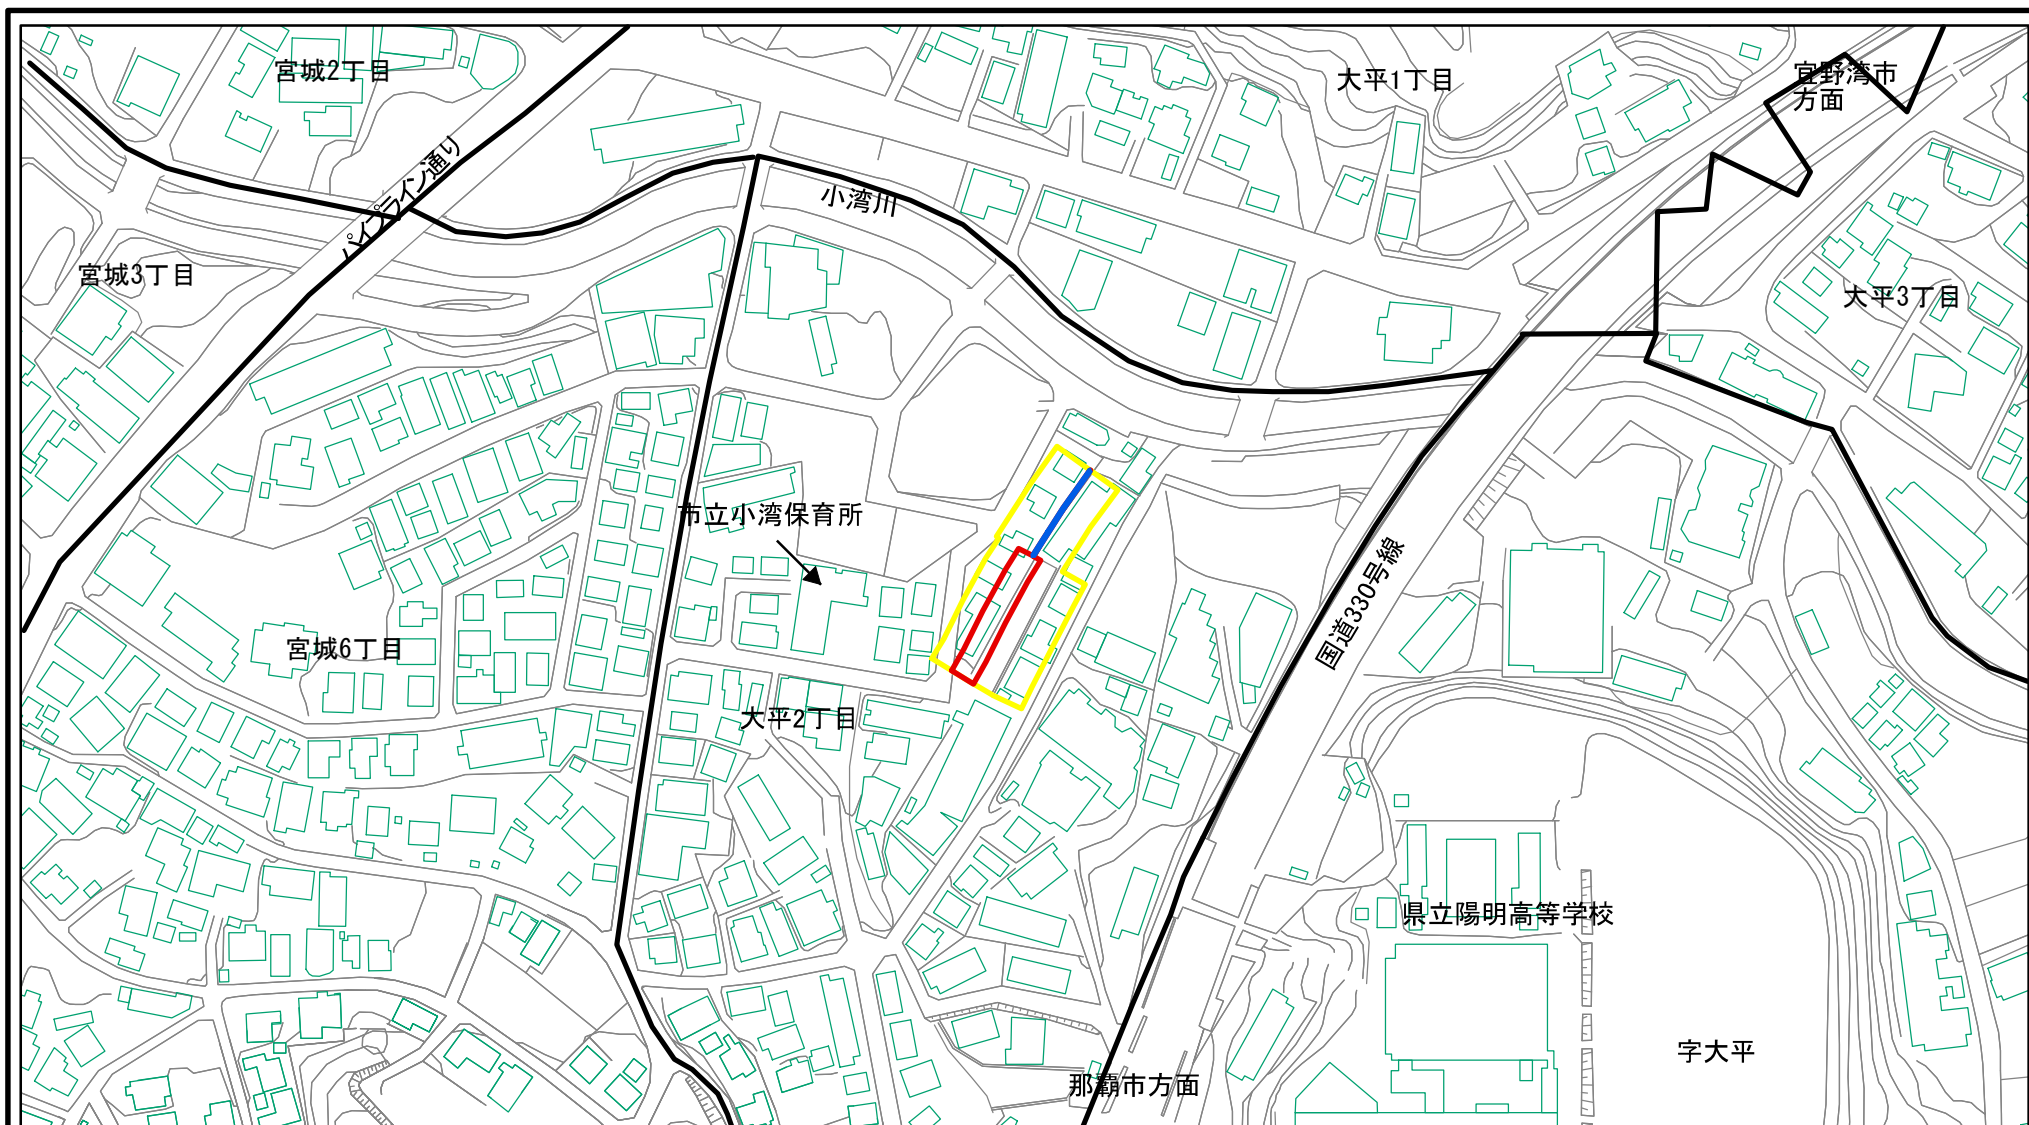 宮城2丁目
大平1丁目
宜野湾市
方面
パイプライン通り
小湾川
宮城3丁目
大平3丁目
市立小湾保育所
国道330号線
宮城6丁目
大平2丁目
県立陽明高等学校
字大平
那覇市方面